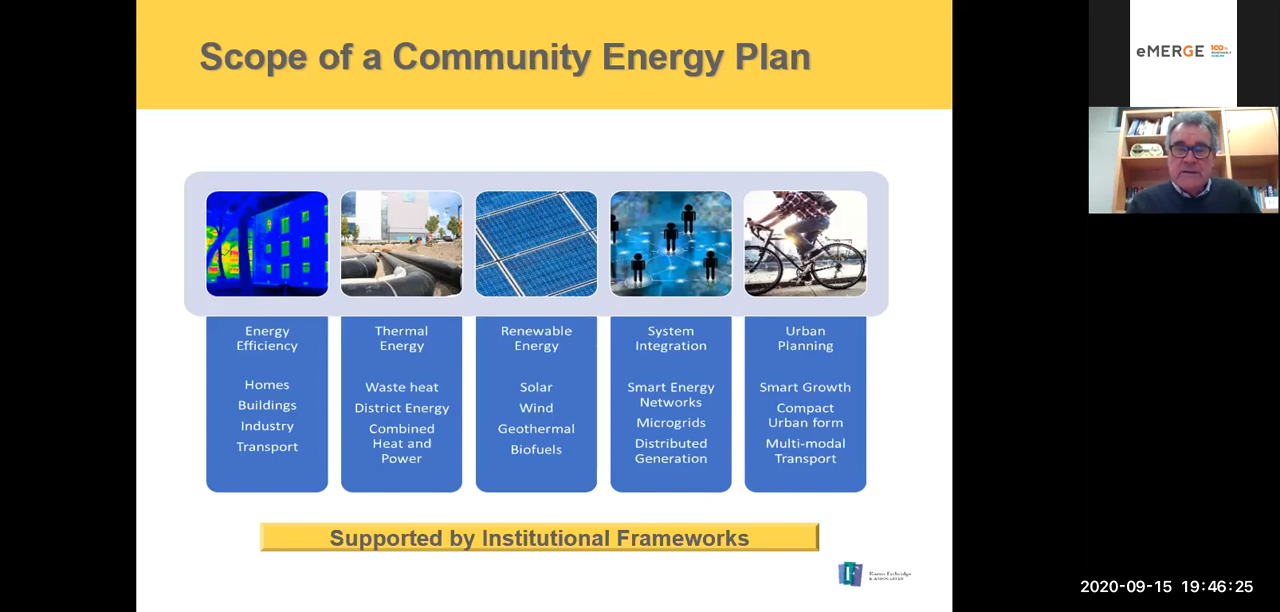 Scope of a Community Energy Plan
eMERGE 100%
Energy
Efficiency
Homes
Buildings
Industry
Transport
Thermal
Energy
Waste heat
District Energy
Combined
Heat and
Power
Renewable
Energy
Solar
Wind
Geothermal
Biofuels
System
Integration
Smart Energy
Networks
Microgrids
Distributed
Generation
Urban
Planning
Smart Growth
Compact
Urban form
Multi-modal
Transport
Supported by Institutional Frameworks
& ASSOCIATES
2020-09-15 19:46:25